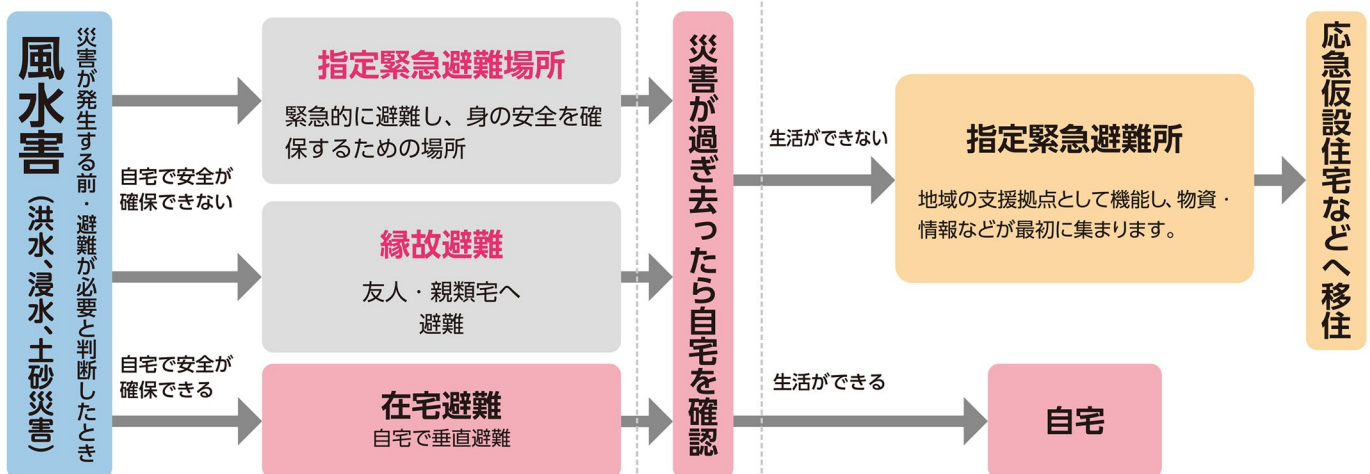 風水害（洪水、浸水、土砂災害）
災害が発生する前・避難が必要と判断したとき
自宅で安全が
確保できない
指定緊急避難場所
緊急的に避難し、身の安全を確
保するための場所
縁故避難
友人・親類宅へ
避難
自宅で安全が
確保できる
在宅避難
自宅で垂直避難
災害が過ぎ去ったら自宅を確認
生活ができない
指定緊急避難所
地域の支援拠点として機能し、物資・
情報などが最初に集まります。
応急仮設住宅などへ移住
生活ができる
自宅